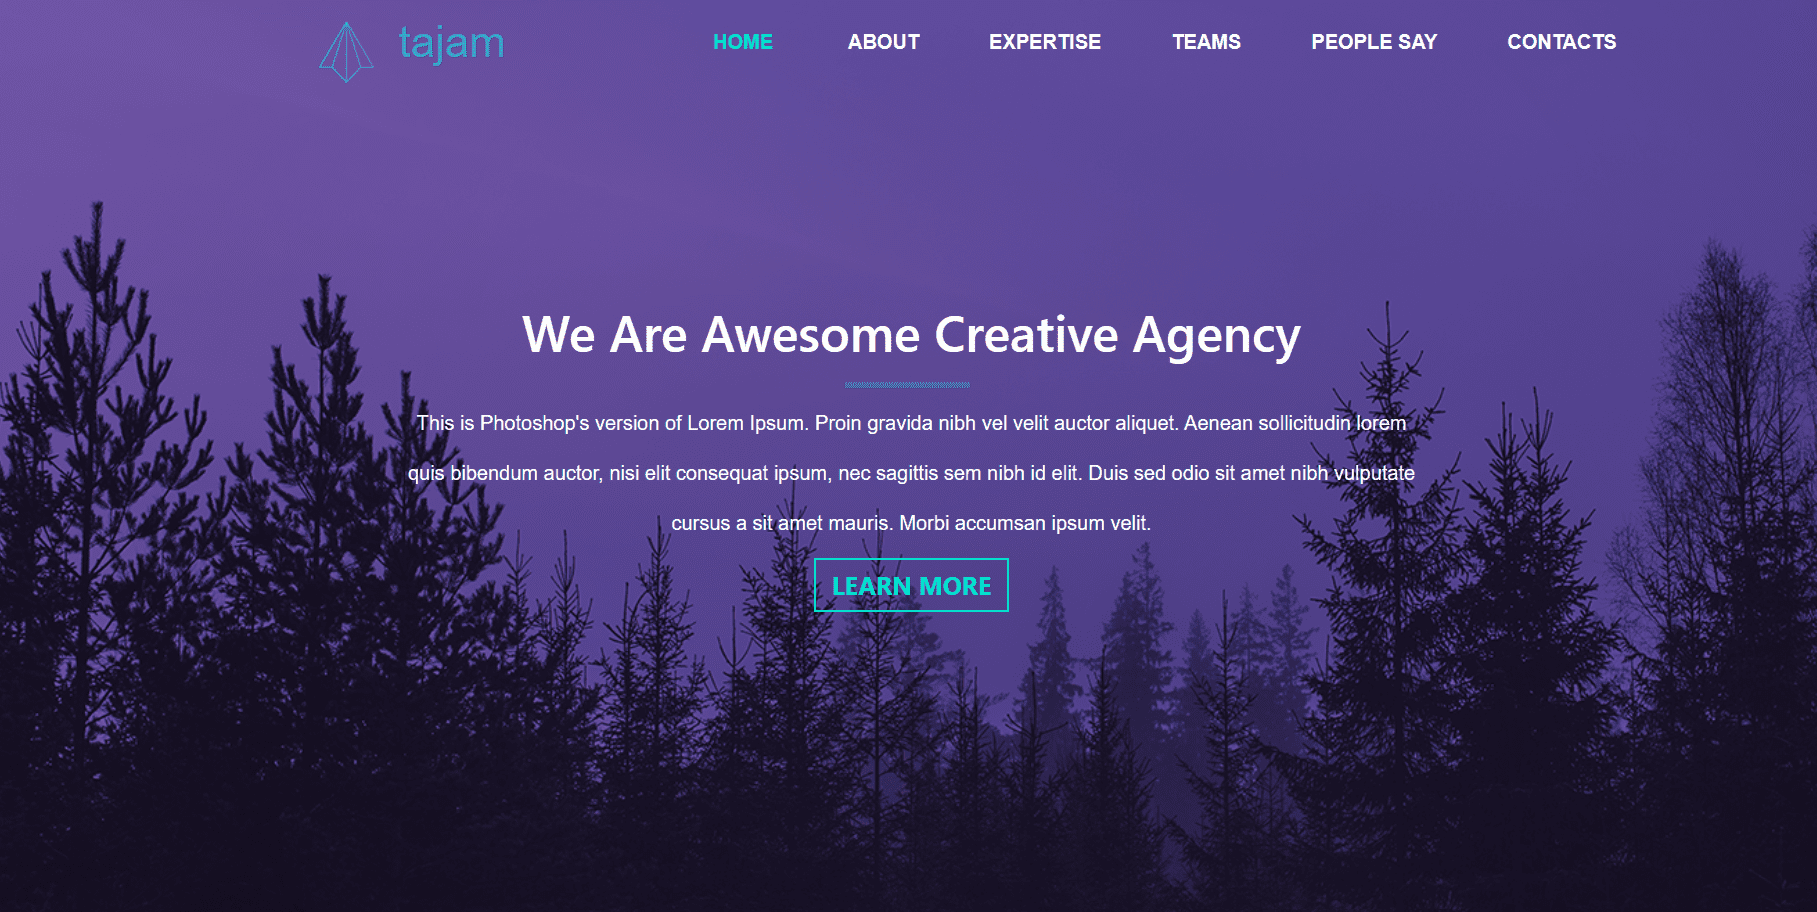 tajam
HOME ABOUT EXPERTISE TEAMS PEOPLE SAY CONTACTS
We Are Awesome Creative Agency
This is Photoshop's version of Lorem Ipsum. Proin gravida nibh vel velit auctor aliquet. Aenean sollicitudin lorem
quis bibendum auctor, nisi elit consequat ipsum, nec sagittis sem nibh id elit. Duis sed odio sit amet nibh vulputate
cursus a sit amet mauris. Morbi accumsan ipsum velit.
LEARN MORE